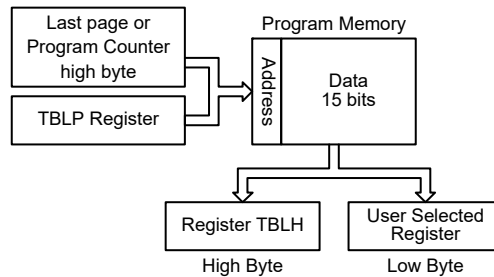 Last page or
Program Counter
high byte
TBLP Register
Program Memory
Address
Data
15 bits
Register TBLH
High Byte
User Selected
Register
Low Byte